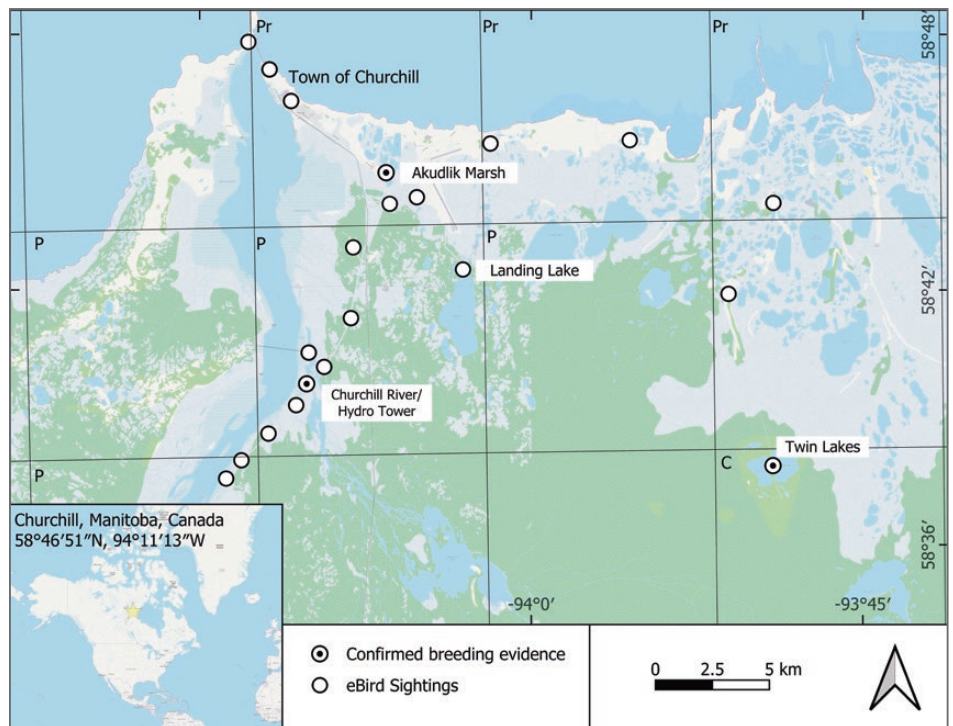 Pr
Pr
Pr
58°48′
Town of Churchill
Akudlik Marsh
P
P
P
Landing Lake
58°42′
Churchill River/
Hydro Tower
Twin Lakes
P
C
Churchill, Manitoba, Canada
58°46′51″N, 94°11′13″W
58°36′
-94°0′
-93°45′
Confirmed breeding evidence
eBird Sightings
0 2.5 5 km